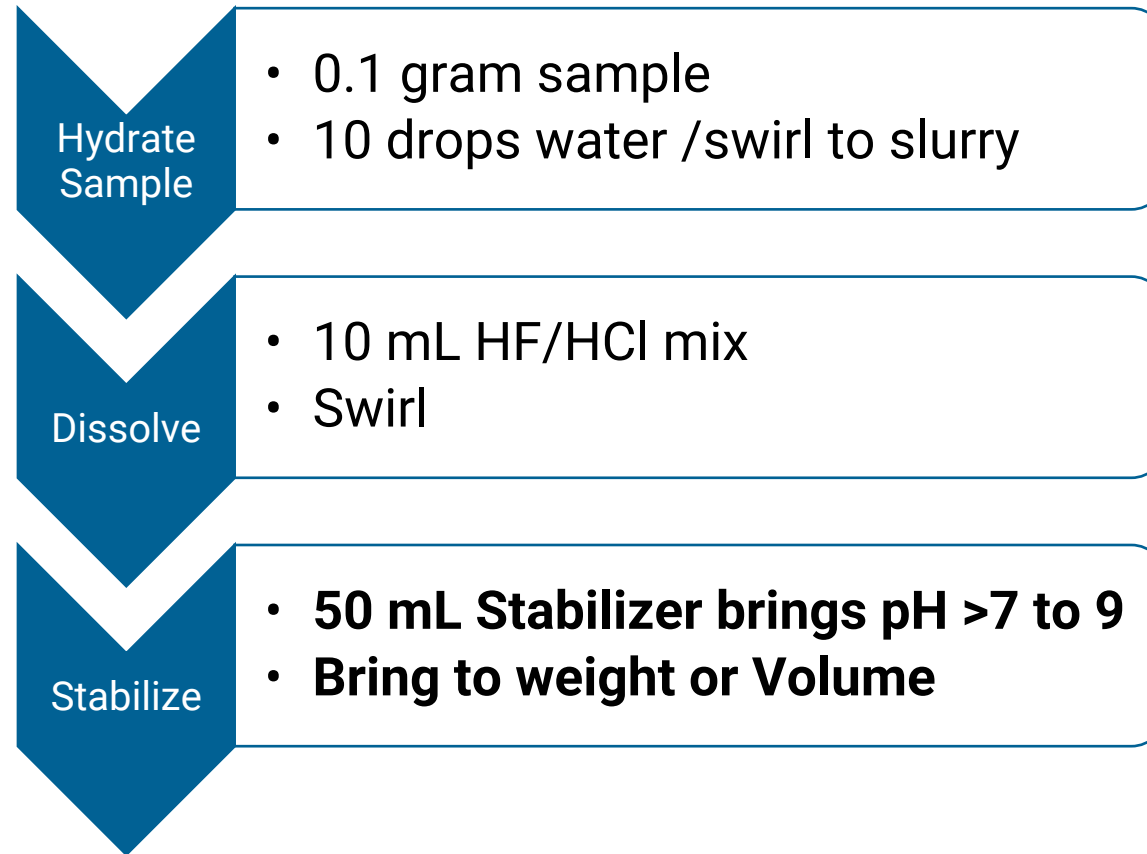 Hydrate
Sample
• 0.1 gram sample
• 10 drops water /swirl to slurry
Dissolve
• 10 mL HF/HCl mix
• Swirl
Stabilize
• 50 mL Stabilizer brings pH >7 to 9
• Bring to weight or Volume